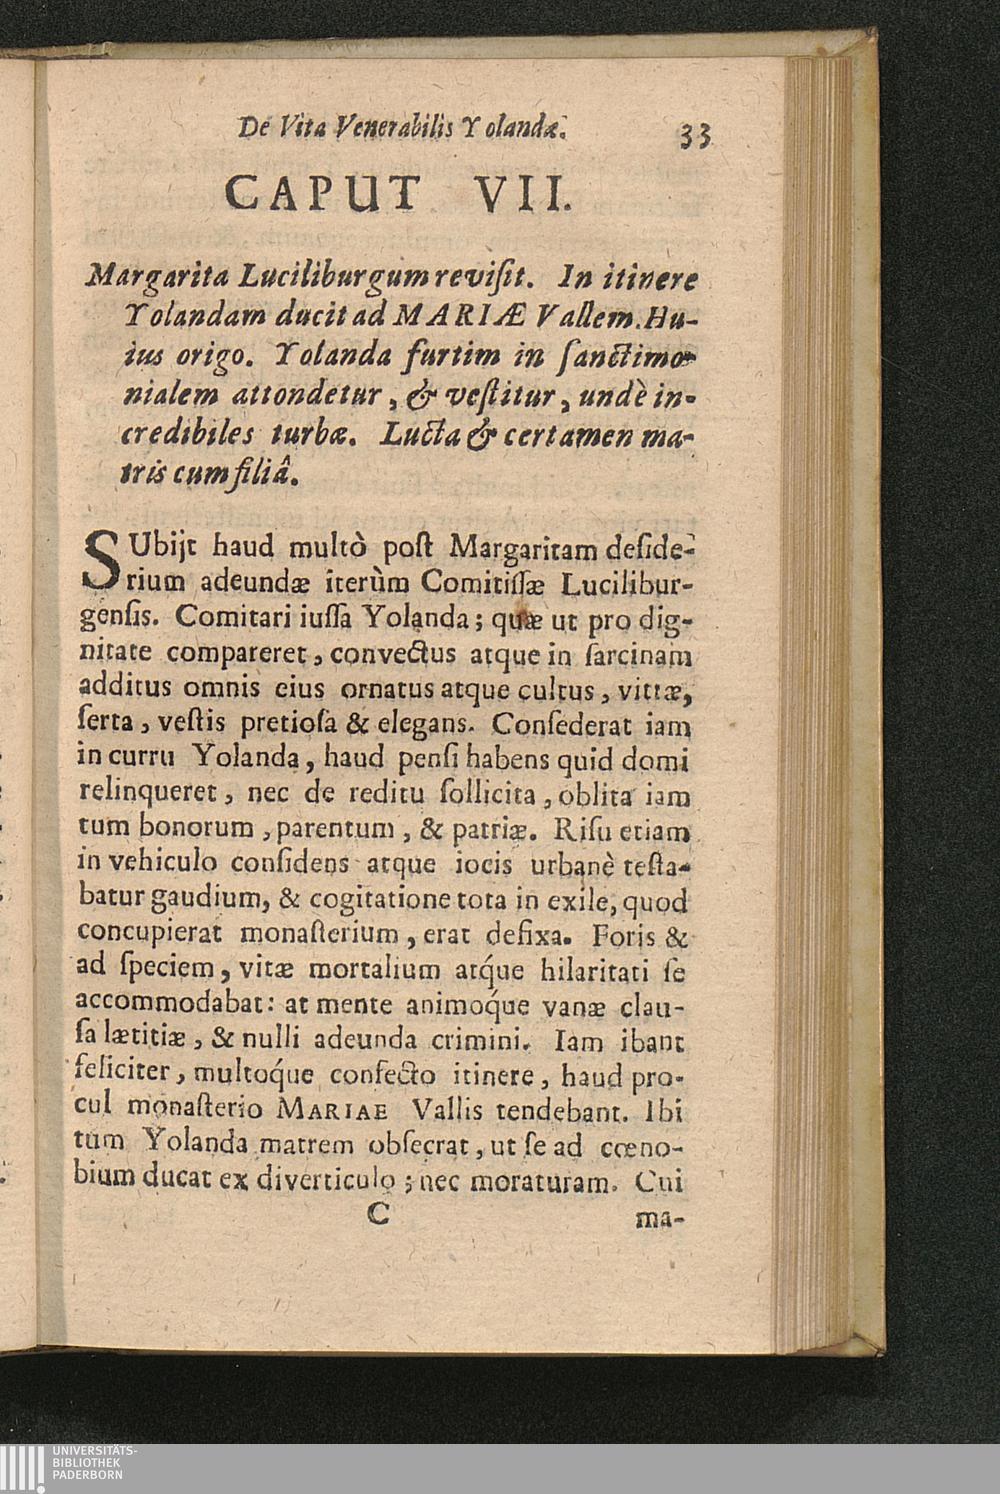 De Vita Venerabilis Yolandæ. 33
CAPUT VII.
Margarita Luciliburgum revisit. In itinere
Yolandam ducit ad MARIÆ Vallem. Hu-
ius origo. Yolanda furtim in sanctimo-
nialem attondetur, & vestitur, undè in-
credibiles turbæ. Lucta & certamen ma-
tris cum filiâ.
SUbijt haud multò post Margaritam deside-
rium adeundæ iterùm Comitissæ Lucilibur-
gensis. Comitari iussa Yolanda; quæ ut pro dig-
nitate compareret, convectus atque in sarcinam
additus omnis eius ornatus atque cultus, vittæ,
serta, vestis pretiosa & elegans. Consederat iam
in curru Yolanda, haud pensi habens quid domi
relinqueret, nec de reditu sollicita, oblita iam
tum bonorum, parentum, & patriæ. Risu etiam
in vehiculo considens atque iocis urbanè testa-
batur gaudium, & cogitatione tota in exile, quod
concupierat monasterium, erat defixa. Foris &
ad speciem, vitæ mortalium atq́ue hilaritati se
accommodabat: at mente animoq́ue vanæ clau-
sa lætitiæ, & nulli adeunda crimini. Iam ibant
feliciter, multoq́ue confecto itinere, haud pro-
cul monasterio MARIAE Vallis tendebant. Ibi
tum Yolanda matrem obsecrat, ut se ad cœno-
bium ducat ex diverticulo; nec moraturam. Cui
C ma-
UNIVERSITÄTS-
BIBLIOTHEK
PADERBORN